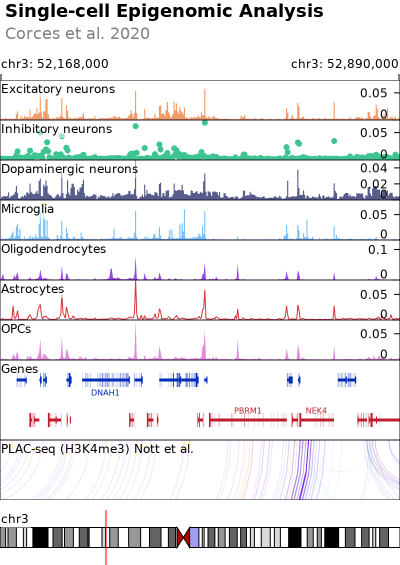 Single-cell Epigenomic Analysis
Corces et al. 2020
chr3: 52,168,000 chr3: 52,890,000
Excitatory neurons 0.05
0
Inhibitory neurons 0.05
0
Dopaminergic neurons 0.04
0.02
0
Microglia 0.05
0
Oligodendrocytes 0.1
0
Astrocytes 0.05
0
OPCs 0.05
0
Genes
DNAH1
PBRM1 NEK4
PLAC-seq (H3K4me3) Nott et al.
chr3